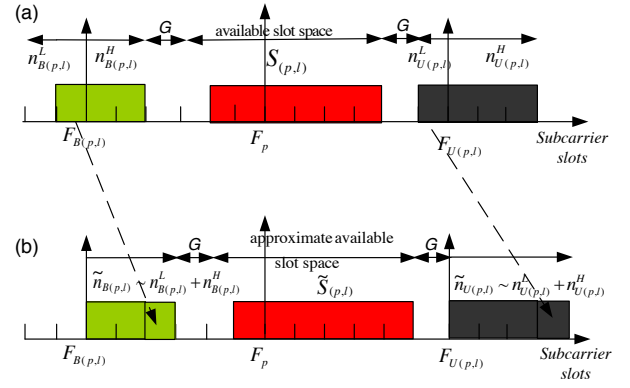 (a)
G available slot space G
n^L_{B(p,l)} n^H_{B(p,l)} S_{(p,l)} n^L_{U(p,l)} n^H_{U(p,l)}
F_{B(p,l)} F_p F_{U(p,l)} Subcarrier
slots
(b)
G approximate available G
slot space
ñ_{B(p,l)} ~ n^L_{B(p,l)} + n^H_{B(p,l)} S̃_{(p,l)} ñ_{U(p,l)} ~ n^L_{U(p,l)} + n^H_{U(p,l)}
F_{B(p,l)} F_p F_{U(p,l)} Subcarrier
slots